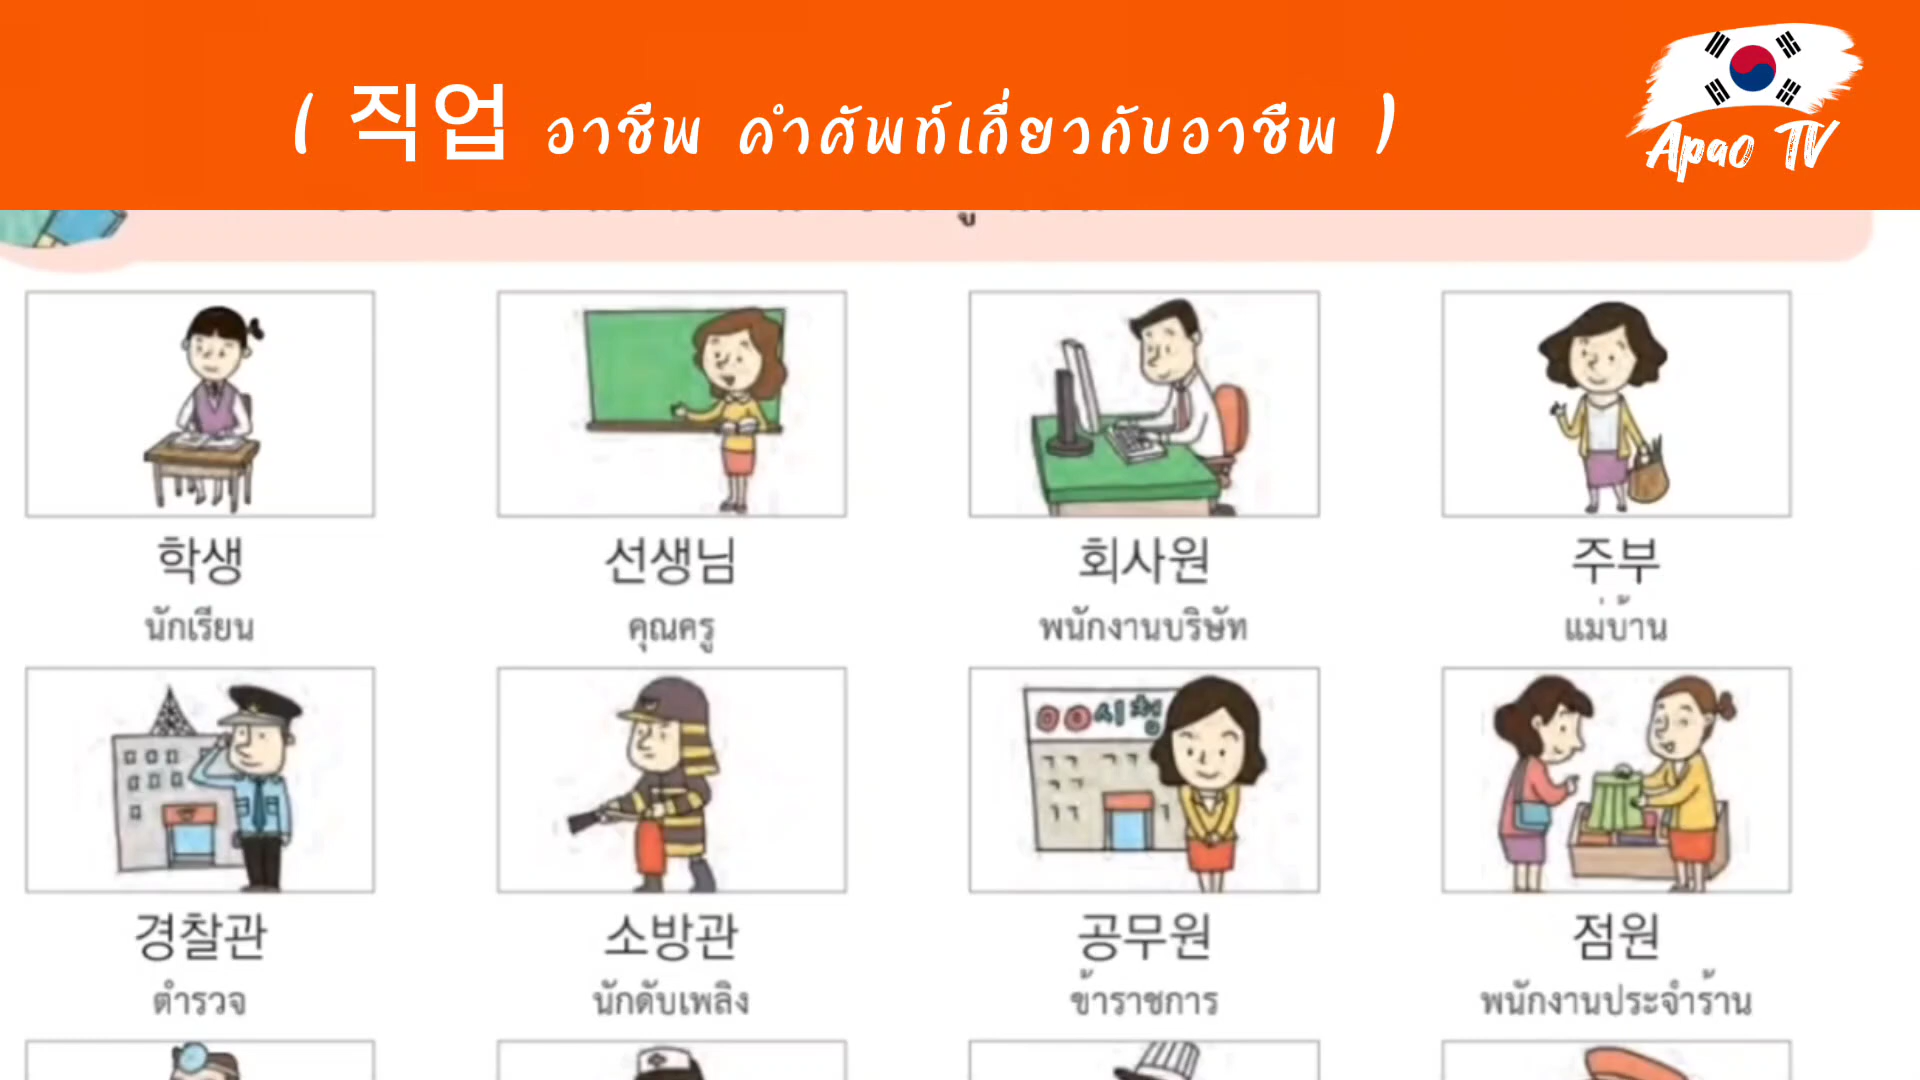 ( 직업 อาชีพ คำศัพท์เกี่ยวกับอาชีพ )
Apao TV
학생
선생님
회사원
주부
นักเรียน
คุณครู
พนักงานบริษัท
แม่บ้าน
시청
경찰관
소방관
공무원
점원
ตำรวจ
นักดับเพลิง
ข้าราชการ
พนักงานประจำร้าน